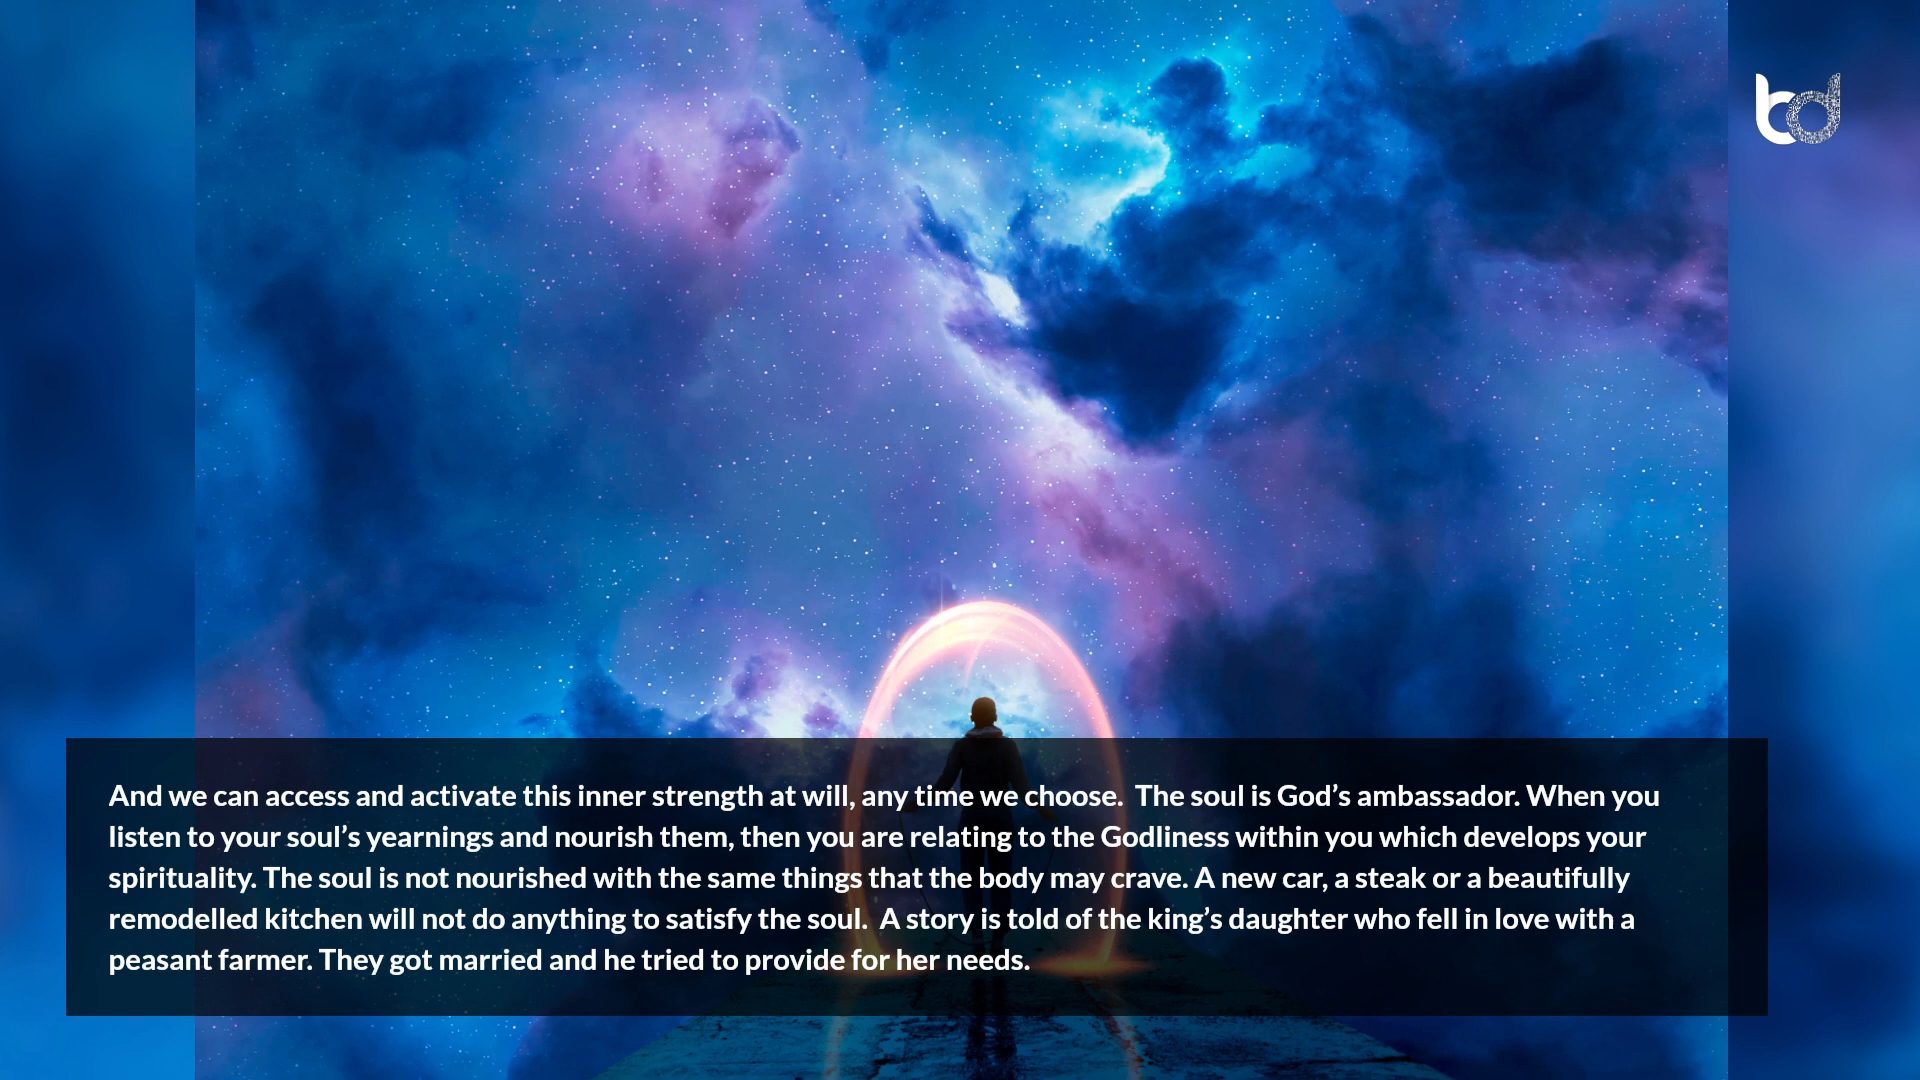 bd
And we can access and activate this inner strength at will, any time we choose.  The soul is God’s ambassador. When you
listen to your soul’s yearnings and nourish them, then you are relating to the Godliness within you which develops your
spirituality. The soul is not nourished with the same things that the body may crave. A new car, a steak or a beautifully
remodelled kitchen will not do anything to satisfy the soul.  A story is told of the king’s daughter who fell in love with a
peasant farmer. They got married and he tried to provide for her needs.